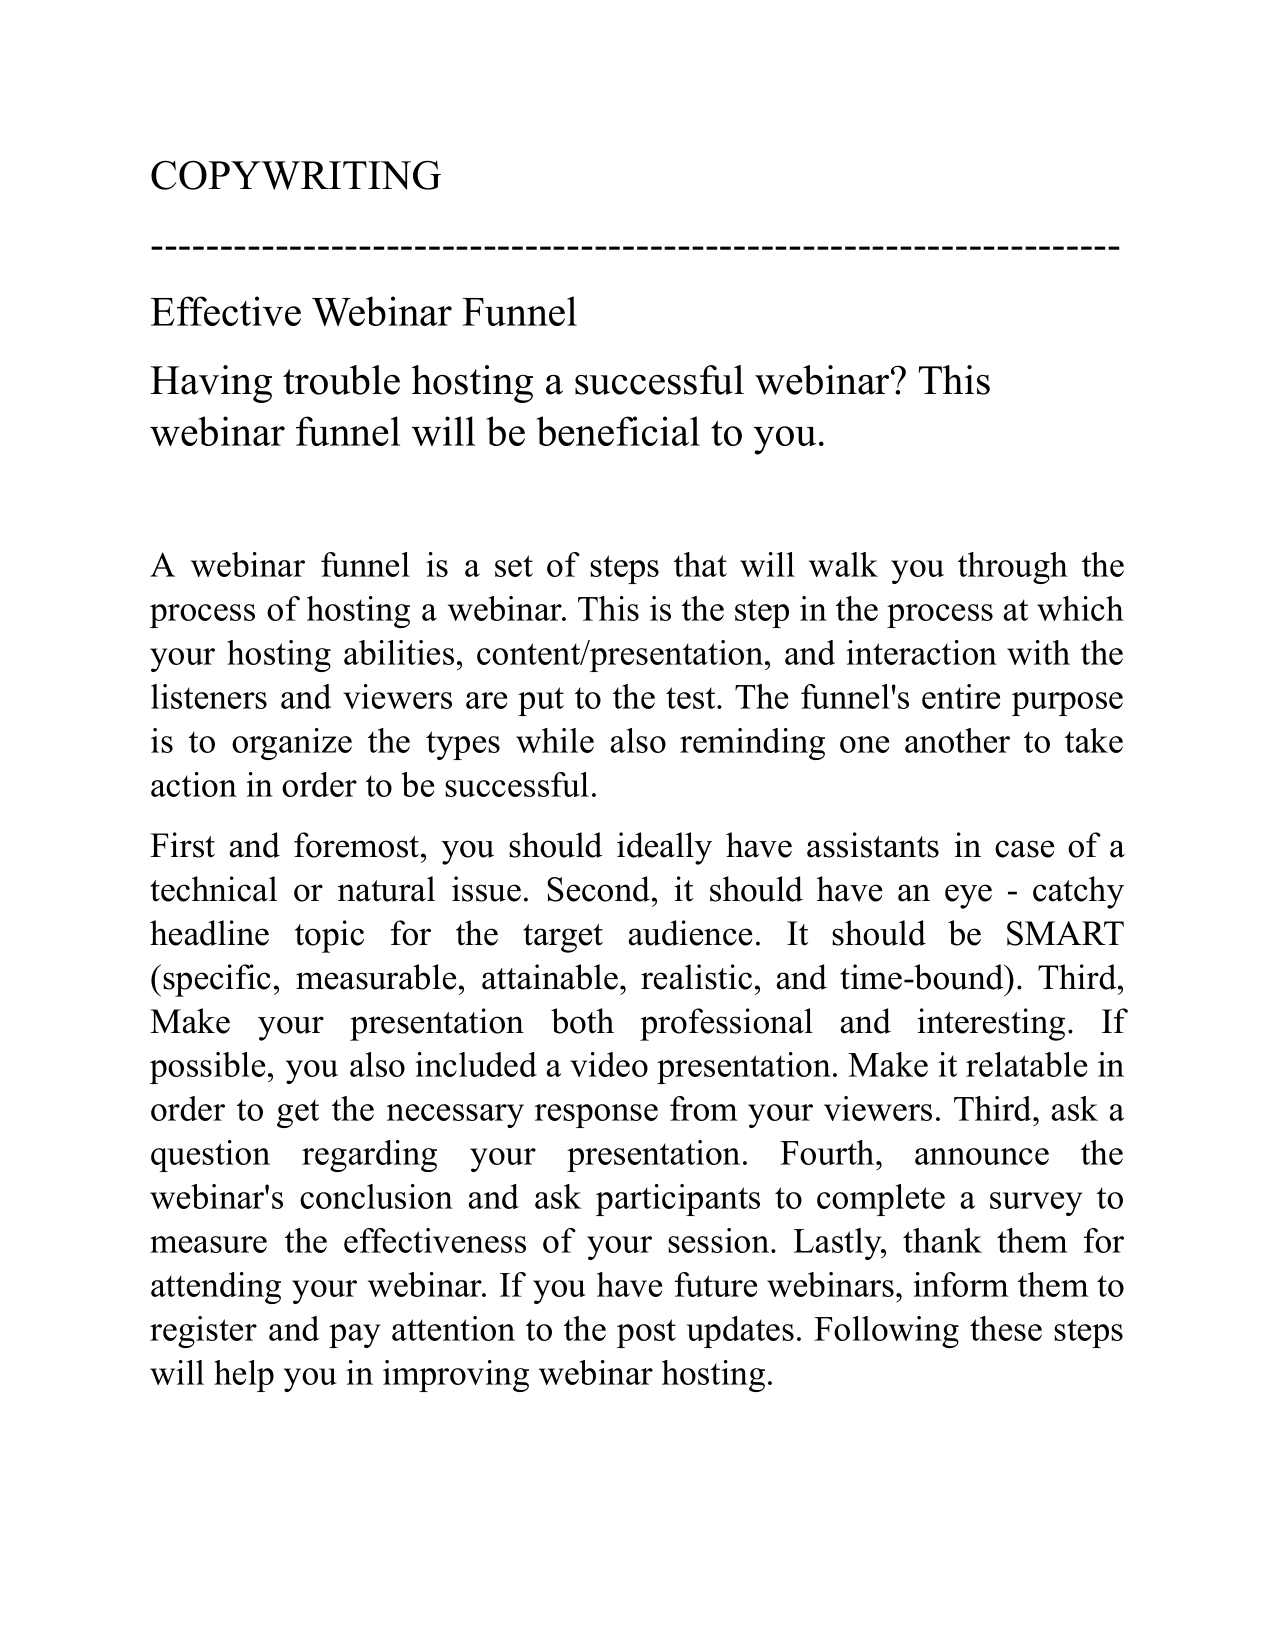 COPYWRITING
----------------------------------------------------------------------
Effective Webinar Funnel
Having trouble hosting a successful webinar? This
webinar funnel will be beneficial to you.
A webinar funnel is a set of steps that will walk you through the
process of hosting a webinar. This is the step in the process at which
your hosting abilities, content/presentation, and interaction with the
listeners and viewers are put to the test. The funnel's entire purpose
is to organize the types while also reminding one another to take
action in order to be successful.
First and foremost, you should ideally have assistants in case of a
technical or natural issue. Second, it should have an eye - catchy
headline topic for the target audience. It should be SMART
(specific, measurable, attainable, realistic, and time-bound). Third,
Make your presentation both professional and interesting. If
possible, you also included a video presentation. Make it relatable in
order to get the necessary response from your viewers. Third, ask a
question regarding your presentation. Fourth, announce the
webinar's conclusion and ask participants to complete a survey to
measure the effectiveness of your session. Lastly, thank them for
attending your webinar. If you have future webinars, inform them to
register and pay attention to the post updates. Following these steps
will help you in improving webinar hosting.